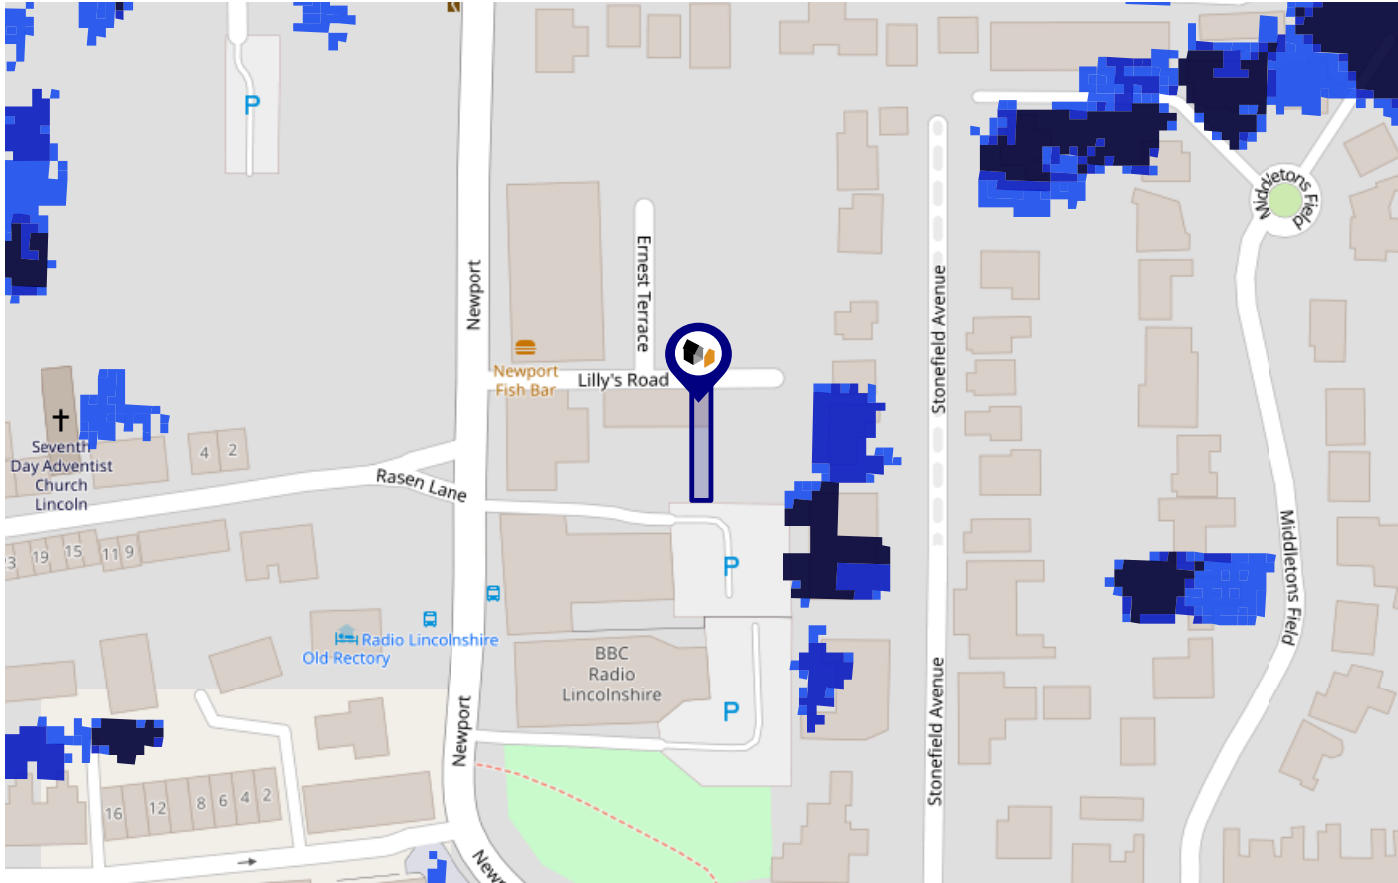 P
Newport
Ernest Terrace
Newport
Fish Bar
Lilly's Road
Stonefield Avenue
Middletons Field
Middletons Field
Seventh
Day Adventist
Church
Lincoln
4 2
Rasen Lane
19 15 11 9
P
Radio Lincolnshire
Old Rectory
BBC
Radio
Lincolnshire
P
Newport
Stonefield Avenue
Middletons Field
16 12 8 6 4 2